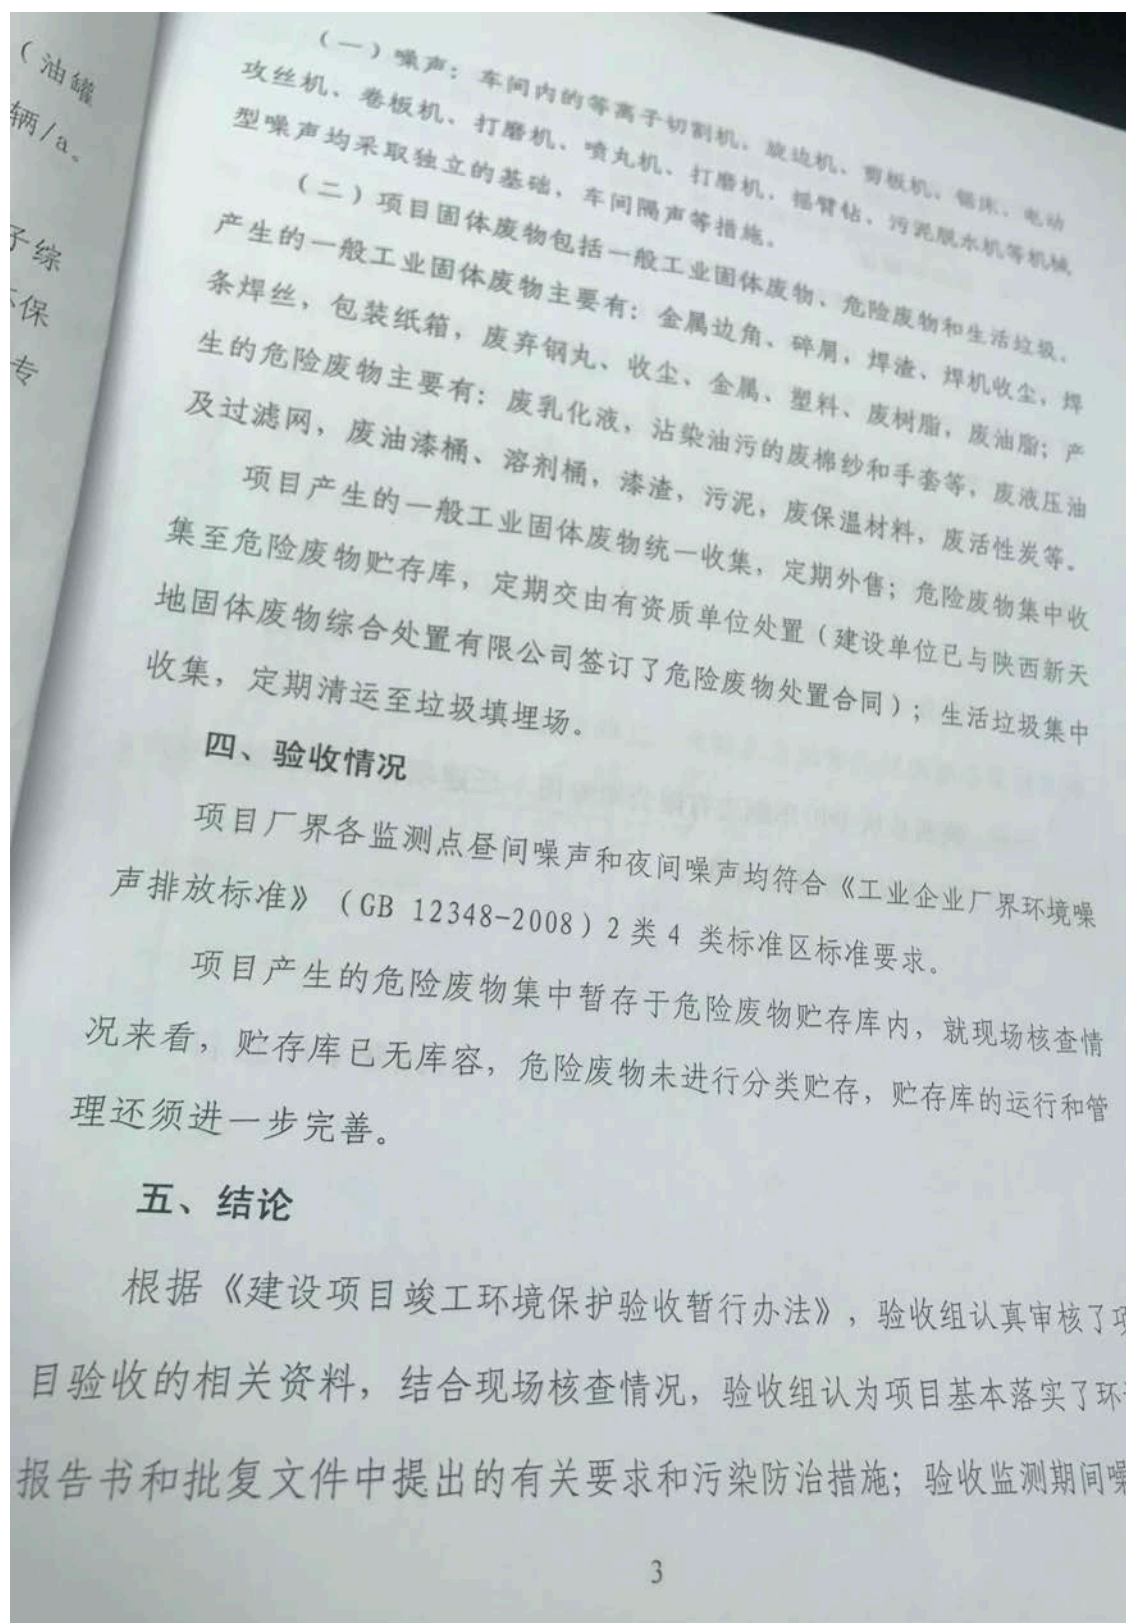 （油罐
辆/a。
子综
保
专
（一）噪声：车间内的等离子切割机、旋边机、剪板机、锯床、电动
攻丝机、卷板机、打磨机、喷丸机、打磨机、摇臂钻、污泥脱水机等机械
型噪声均采取独立的基础、车间隔声等措施。
（二）项目固体废物包括一般工业固体废物、危险废物和生活垃圾。
产生的一般工业固体废物主要有：金属边角、碎屑，焊渣、焊机收尘，焊
条焊丝，包装纸箱，废弃钢丸、收尘、金属、塑料、废树脂，废油脂；产
生的危险废物主要有：废乳化液，沾染油污的废棉纱和手套等，废液压油
及过滤网，废油漆桶、溶剂桶，漆渣，污泥，废保温材料，废活性炭等。
项目产生的一般工业固体废物统一收集，定期外售；危险废物集中收
集至危险废物贮存库，定期交由有资质单位处置（建设单位已与陕西新天
地固体废物综合处置有限公司签订了危险废物处置合同）；生活垃圾集中
收集，定期清运至垃圾填埋场。
四、验收情况
项目厂界各监测点昼间噪声和夜间噪声均符合《工业企业厂界环境噪
声排放标准》（GB 12348-2008）2类4 类标准区标准要求。
项目产生的危险废物集中暂存于危险废物贮存库内，就现场核查情
况来看，贮存库已无库容，危险废物未进行分类贮存，贮存库的运行和管
理还须进一步完善。
五、结论
根据《建设项目竣工环境保护验收暂行办法》，验收组认真审核了项
目验收的相关资料，结合现场核查情况，验收组认为项目基本落实了环
报告书和批复文件中提出的有关要求和污染防治措施；验收监测期间噪
3